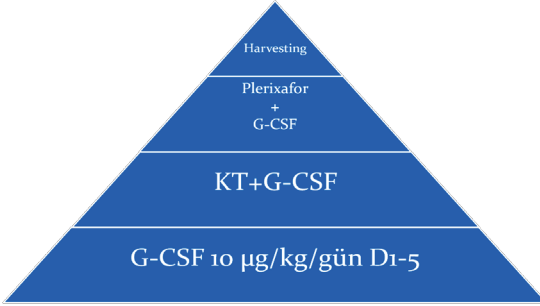 Harvesting
Plerixafor
+
G-CSF
KT+G-CSF
G-CSF 10 µg/kg/gün D1-5